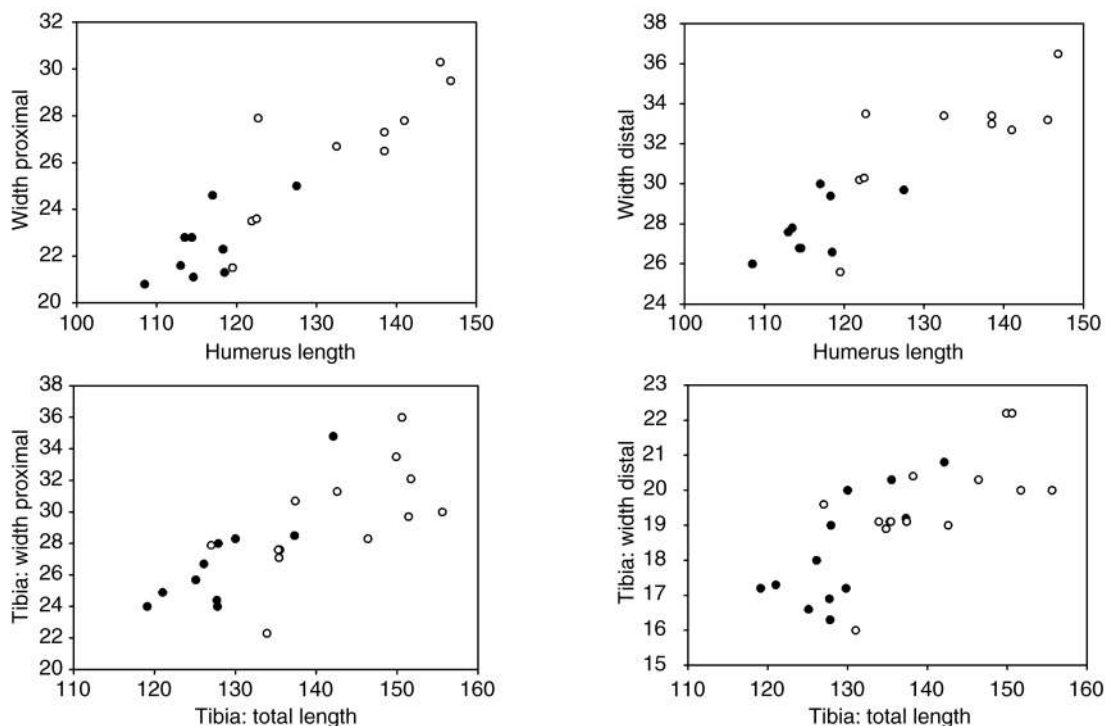 32
30
28
26
24
22
20
100 110 120 130 140 150
Width proximal
Humerus length
38
36
34
32
30
28
26
24
100 110 120 130 140 150
Width distal
Humerus length
38
36
34
32
30
28
26
24
22
20
110 120 130 140 150 160
Tibia: width proximal
Tibia: total length
23
22
21
20
19
18
17
16
15
110 120 130 140 150 160
Tibia: width distal
Tibia: total length